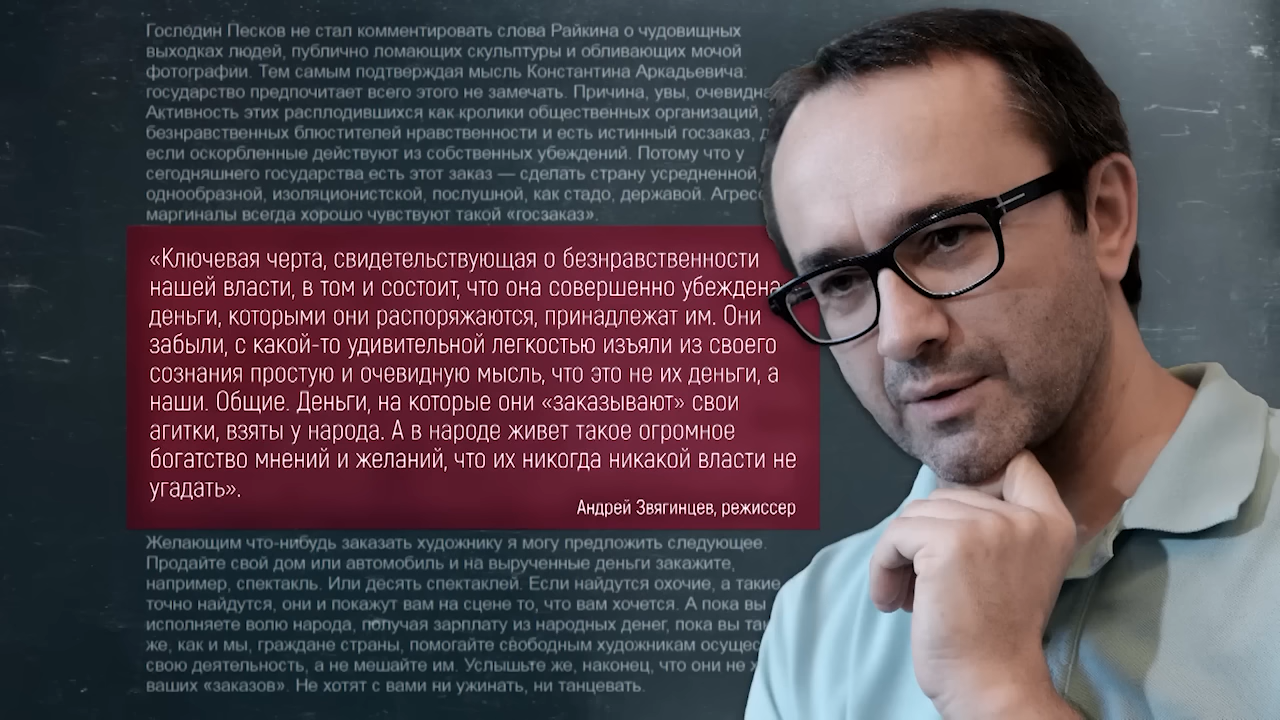 Господин Песков не стал комментировать слова Райкина о чудовищных
выходках людей, публично ломающих скульптуры и обливающих мочой
фотографии. Тем самым подтверждая мысль Константина Аркадьевича:
государство предпочитает всего этого не замечать. Причина, увы,
Активность этих расплодившихся как кролики общественных организаций,
безнравственных блюстителей нравственности и есть истинный госзаказ,
если оскорбленные действуют из собственных убеждений. Потому что у
сегодняшнего государства есть этот заказ — сделать страну усредненной,
однообразной, изоляционистской, послушной, как стадо, державой.
маргиналы всегда хорошо чувствуют такой «госзаказ».
«Ключевая черта, свидетельствующая о безнравственности
нашей власти, в том и состоит, что она совершенно убеждена
деньги, которыми они распоряжаются, принадлежат им. Они
забыли, с какой-то удивительной легкостью изъяли из своего
сознания простую и очевидную мысль, что это не их деньги, а
наши. Общие. Деньги, на которые они «заказывают» свои
агитки, взяты у народа. А в народе живет такое огромное
богатство мнений и желаний, что их никогда никакой власти не
угадать».
Андрей Звягинцев, режиссер
Желающим что-нибудь заказать художнику я могу предложить следующее.
Продайте свой дом или автомобиль и на вырученные деньги закажите,
например, спектакль. Или десять спектаклей. Если найдутся охочие, а такие
точно найдутся, они и покажут вам на сцене то, что вам хочется. А пока вы
исполняете волю народа, получая зарплату из народных денег, пока вы
же, как и мы, граждане страны, помогайте свободным художникам
свою деятельность, а не мешайте им. Услышьте же, наконец, что они не
ваших «заказов». Не хотят с вами ни ужинать, ни танцевать.